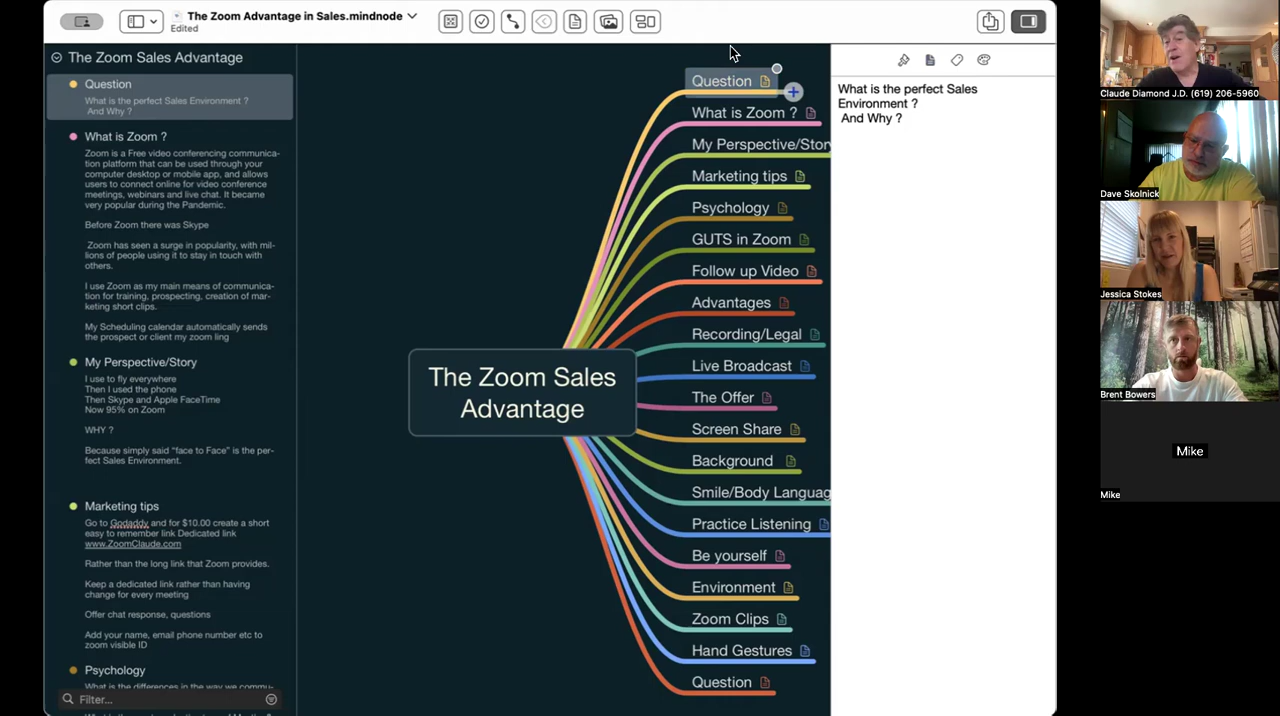 The Zoom Advantage in Sales.mindnode
Edited
The Zoom Sales Advantage
Question
What is the perfect Sales Environment ?
And Why ?
What is Zoom ?
Zoom is a Free video conferencing communica-
tion platform that can be used through your
computer desktop or mobile app, and allows
users to connect online for video conference
meetings, webinars and live chat. It became
very popular during the Pandemic.
Before Zoom there was Skype
Zoom has seen a surge in popularity, with mil-
lions of people using it to stay in touch with
others.
I use Zoom as my main means of communica-
tion for training, prospecting, creation of mar-
keting short clips.
My Scheduling calendar automatically sends
the prospect or client my zoom ling
My Perspective/Story
I use to fly everywhere
Then I used the phone
Then Skype and Apple FaceTime
Now 95% on Zoom
WHY ?
Because simply said “face to Face” is the per-
fect Sales Environment.
Marketing tips
Go to Godaddy and for $10.00 create a short
easy to remember link Dedicated link
www.ZoomClaude.com
Rather than the long link that Zoom provides.
Keep a dedicated link rather than having
change for every meeting
Offer chat response, questions
Add your name, email phone number etc to
zoom visible ID
Psychology
What is the differences in the way we commu-
Filter...
The Zoom Sales
Advantage
Question
What is Zoom ?
My Perspective/Story
Marketing tips
Psychology
GUTS in Zoom
Follow up Video
Advantages
Recording/Legal
Live Broadcast
The Offer
Screen Share
Background
Smile/Body Languag
Practice Listening
Be yourself
Environment
Zoom Clips
Hand Gestures
Question
What is the perfect Sales
Environment ?
And Why ?
Claude Diamond J.D. (619) 206-5960
Dave Skolnick
Jessica Stokes
Brent Bowers
Mike
Mike